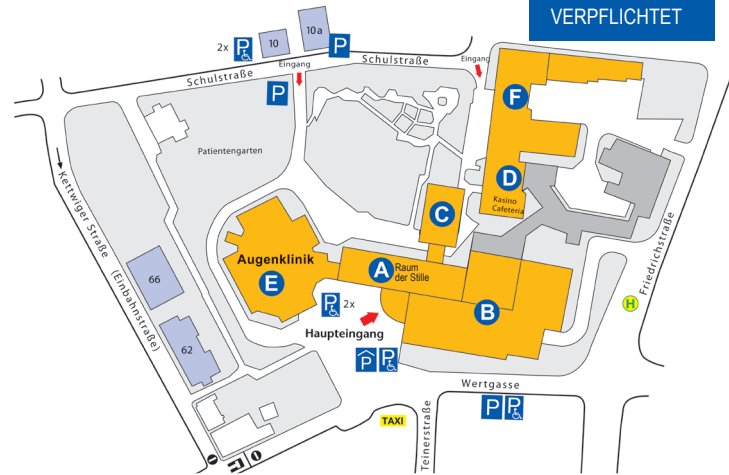 VERPFLICHTET
10a
10
2x
P
P
Eingang
Schulstraße
Schulstraße
Eingang
P
F
Patientengarten
D
Kasino
Cafeteria
C
Kettwiger Straße
(Einbahnstraße)
Friedrichstraße
Augenklinik
E
A
Raum
der Stille
66
P
2x
B
H
Haupteingang
62
P
P
Wertgasse
P
P
TAXI
Teinerstraße